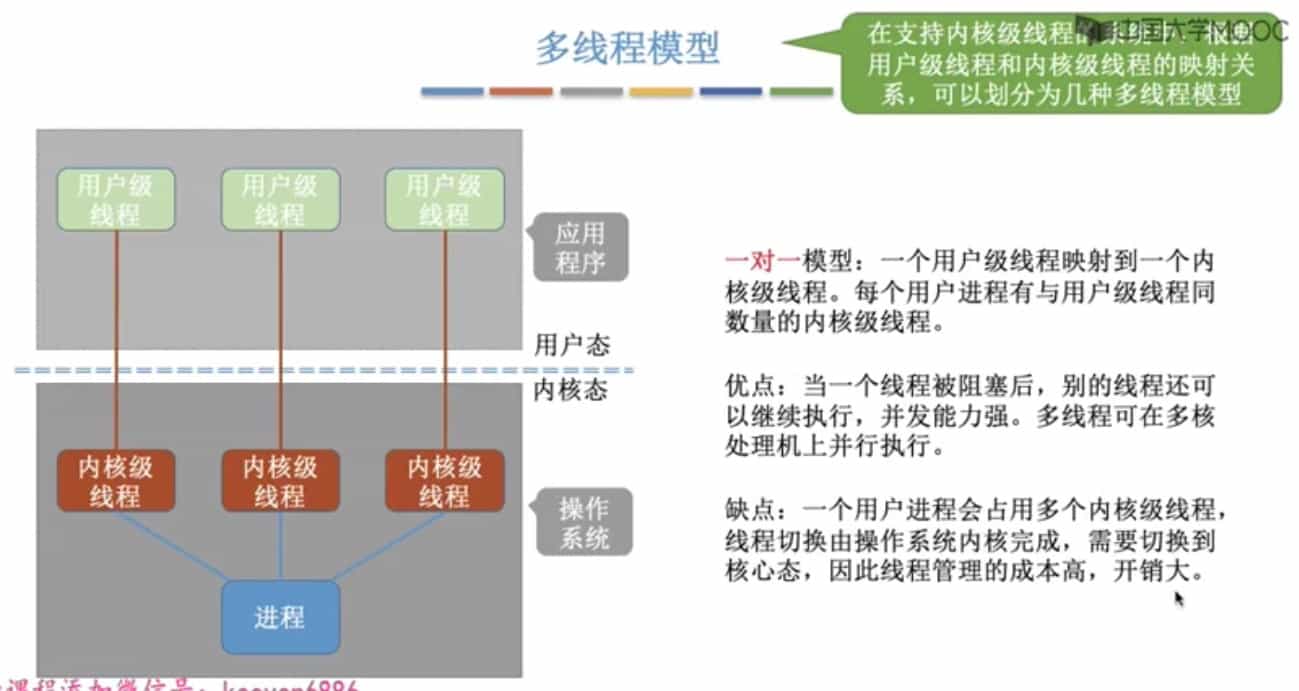 多线程模型
中国大学MOOC
在支持内核级线程的系统中，根据
用户级线程和内核级线程的映射关
系，可以划分为几种多线程模型
用户级
线程
用户级
线程
用户级
线程
应用
程序
用户态
内核态
内核级
线程
内核级
线程
内核级
线程
操作
系统
进程
一对一模型：一个用户级线程映射到一个内
核级线程。每个用户进程有与用户级线程同
数量的内核级线程。
优点：当一个线程被阻塞后，别的线程还可
以继续执行，并发能力强。多线程可在多核
处理机上并行执行。
缺点：一个用户进程会占用多个内核级线程，
线程切换由操作系统内核完成，需要切换到
核心态，因此线程管理的成本高，开销大。
课程添加微信号：